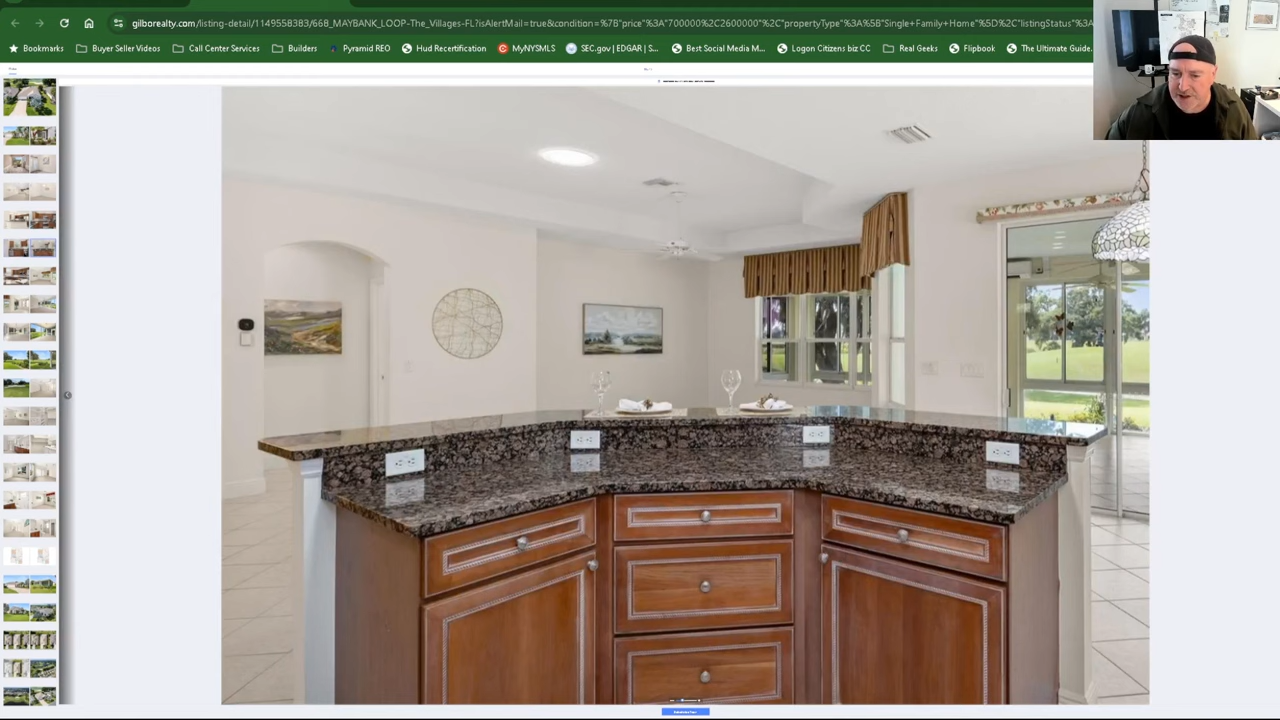 gilborealty.com/listing-detail/1149558383/668_MAYBANK_LOOP-The_Villages-FL?isAlertMail=true&condition=%7B"price"%3A"700000%2C2600000"%2C"propertyType"%3A%5B"Single+Family+Home"%5D%2C"listingStatus"%3A
Bookmarks Buyer Seller Videos Call Center Services Builders Pyramid REO Hud Recertification MyNYSMLS SEC.gov | EDGAR | S... Best Social Media M... Logon Citizens biz CC Real Geeks Flipbook The Ultimate Guide.